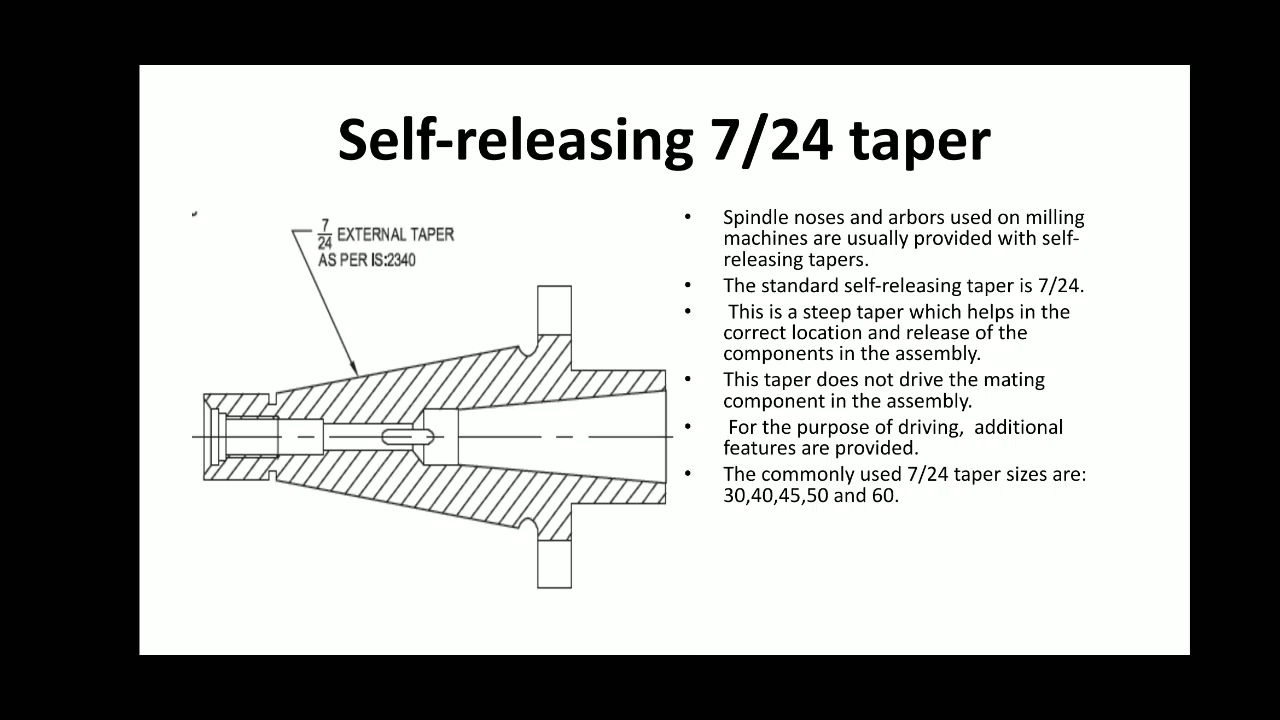 Self-releasing 7/24 taper
7
24 EXTERNAL TAPER
AS PER IS:2340
• Spindle noses and arbors used on milling
machines are usually provided with self-
releasing tapers.
• The standard self-releasing taper is 7/24.
• This is a steep taper which helps in the
correct location and release of the
components in the assembly.
• This taper does not drive the mating
component in the assembly.
• For the purpose of driving, additional
features are provided.
• The commonly used 7/24 taper sizes are:
30,40,45,50 and 60.